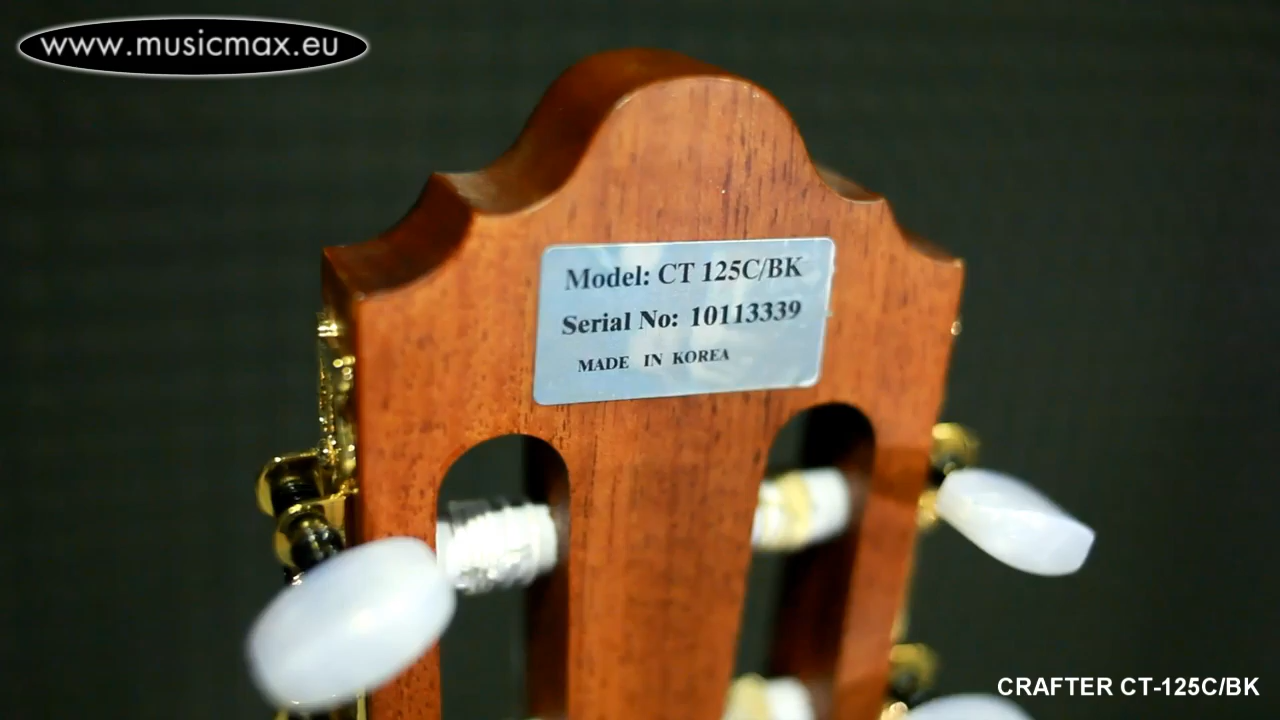 www.musicmax.eu
Model: CT 125C/BK
Serial No: 10113339
MADE IN KOREA
CRAFTER CT-125C/BK